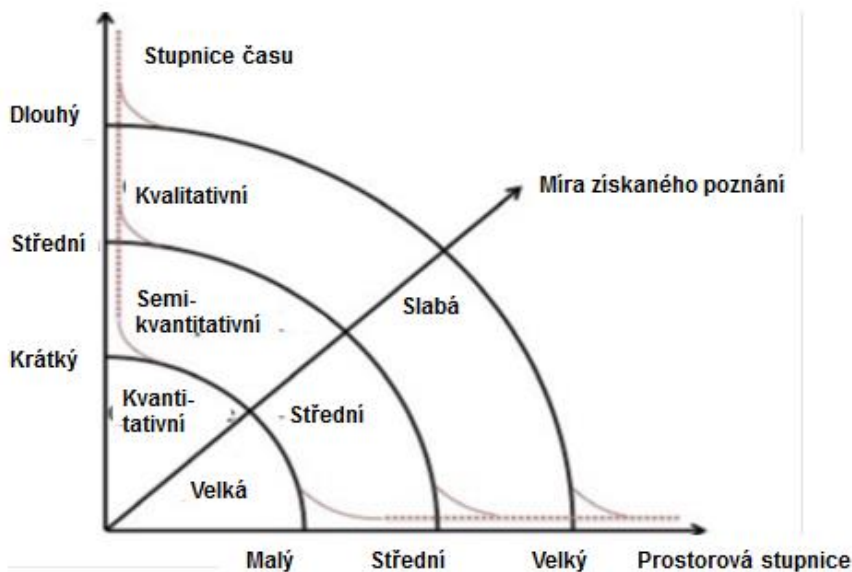 Stupnice času
Dlouhý
Míra získaného poznání
Kvalitativní
Střední
Semi-
kvantitativní
Slabá
Krátký
Kvanti-
tativní
Střední
Velká
Malý
Střední
Velký
Prostorová stupnice